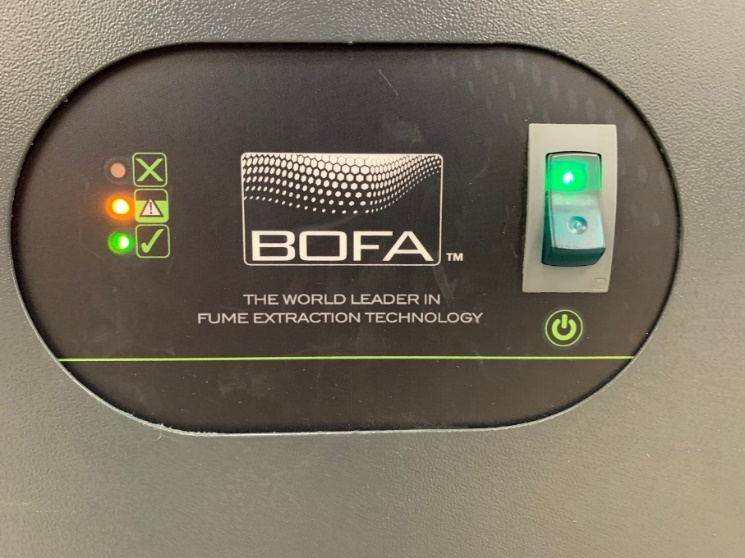 BOFA™
THE WORLD LEADER IN
FUME EXTRACTION TECHNOLOGY